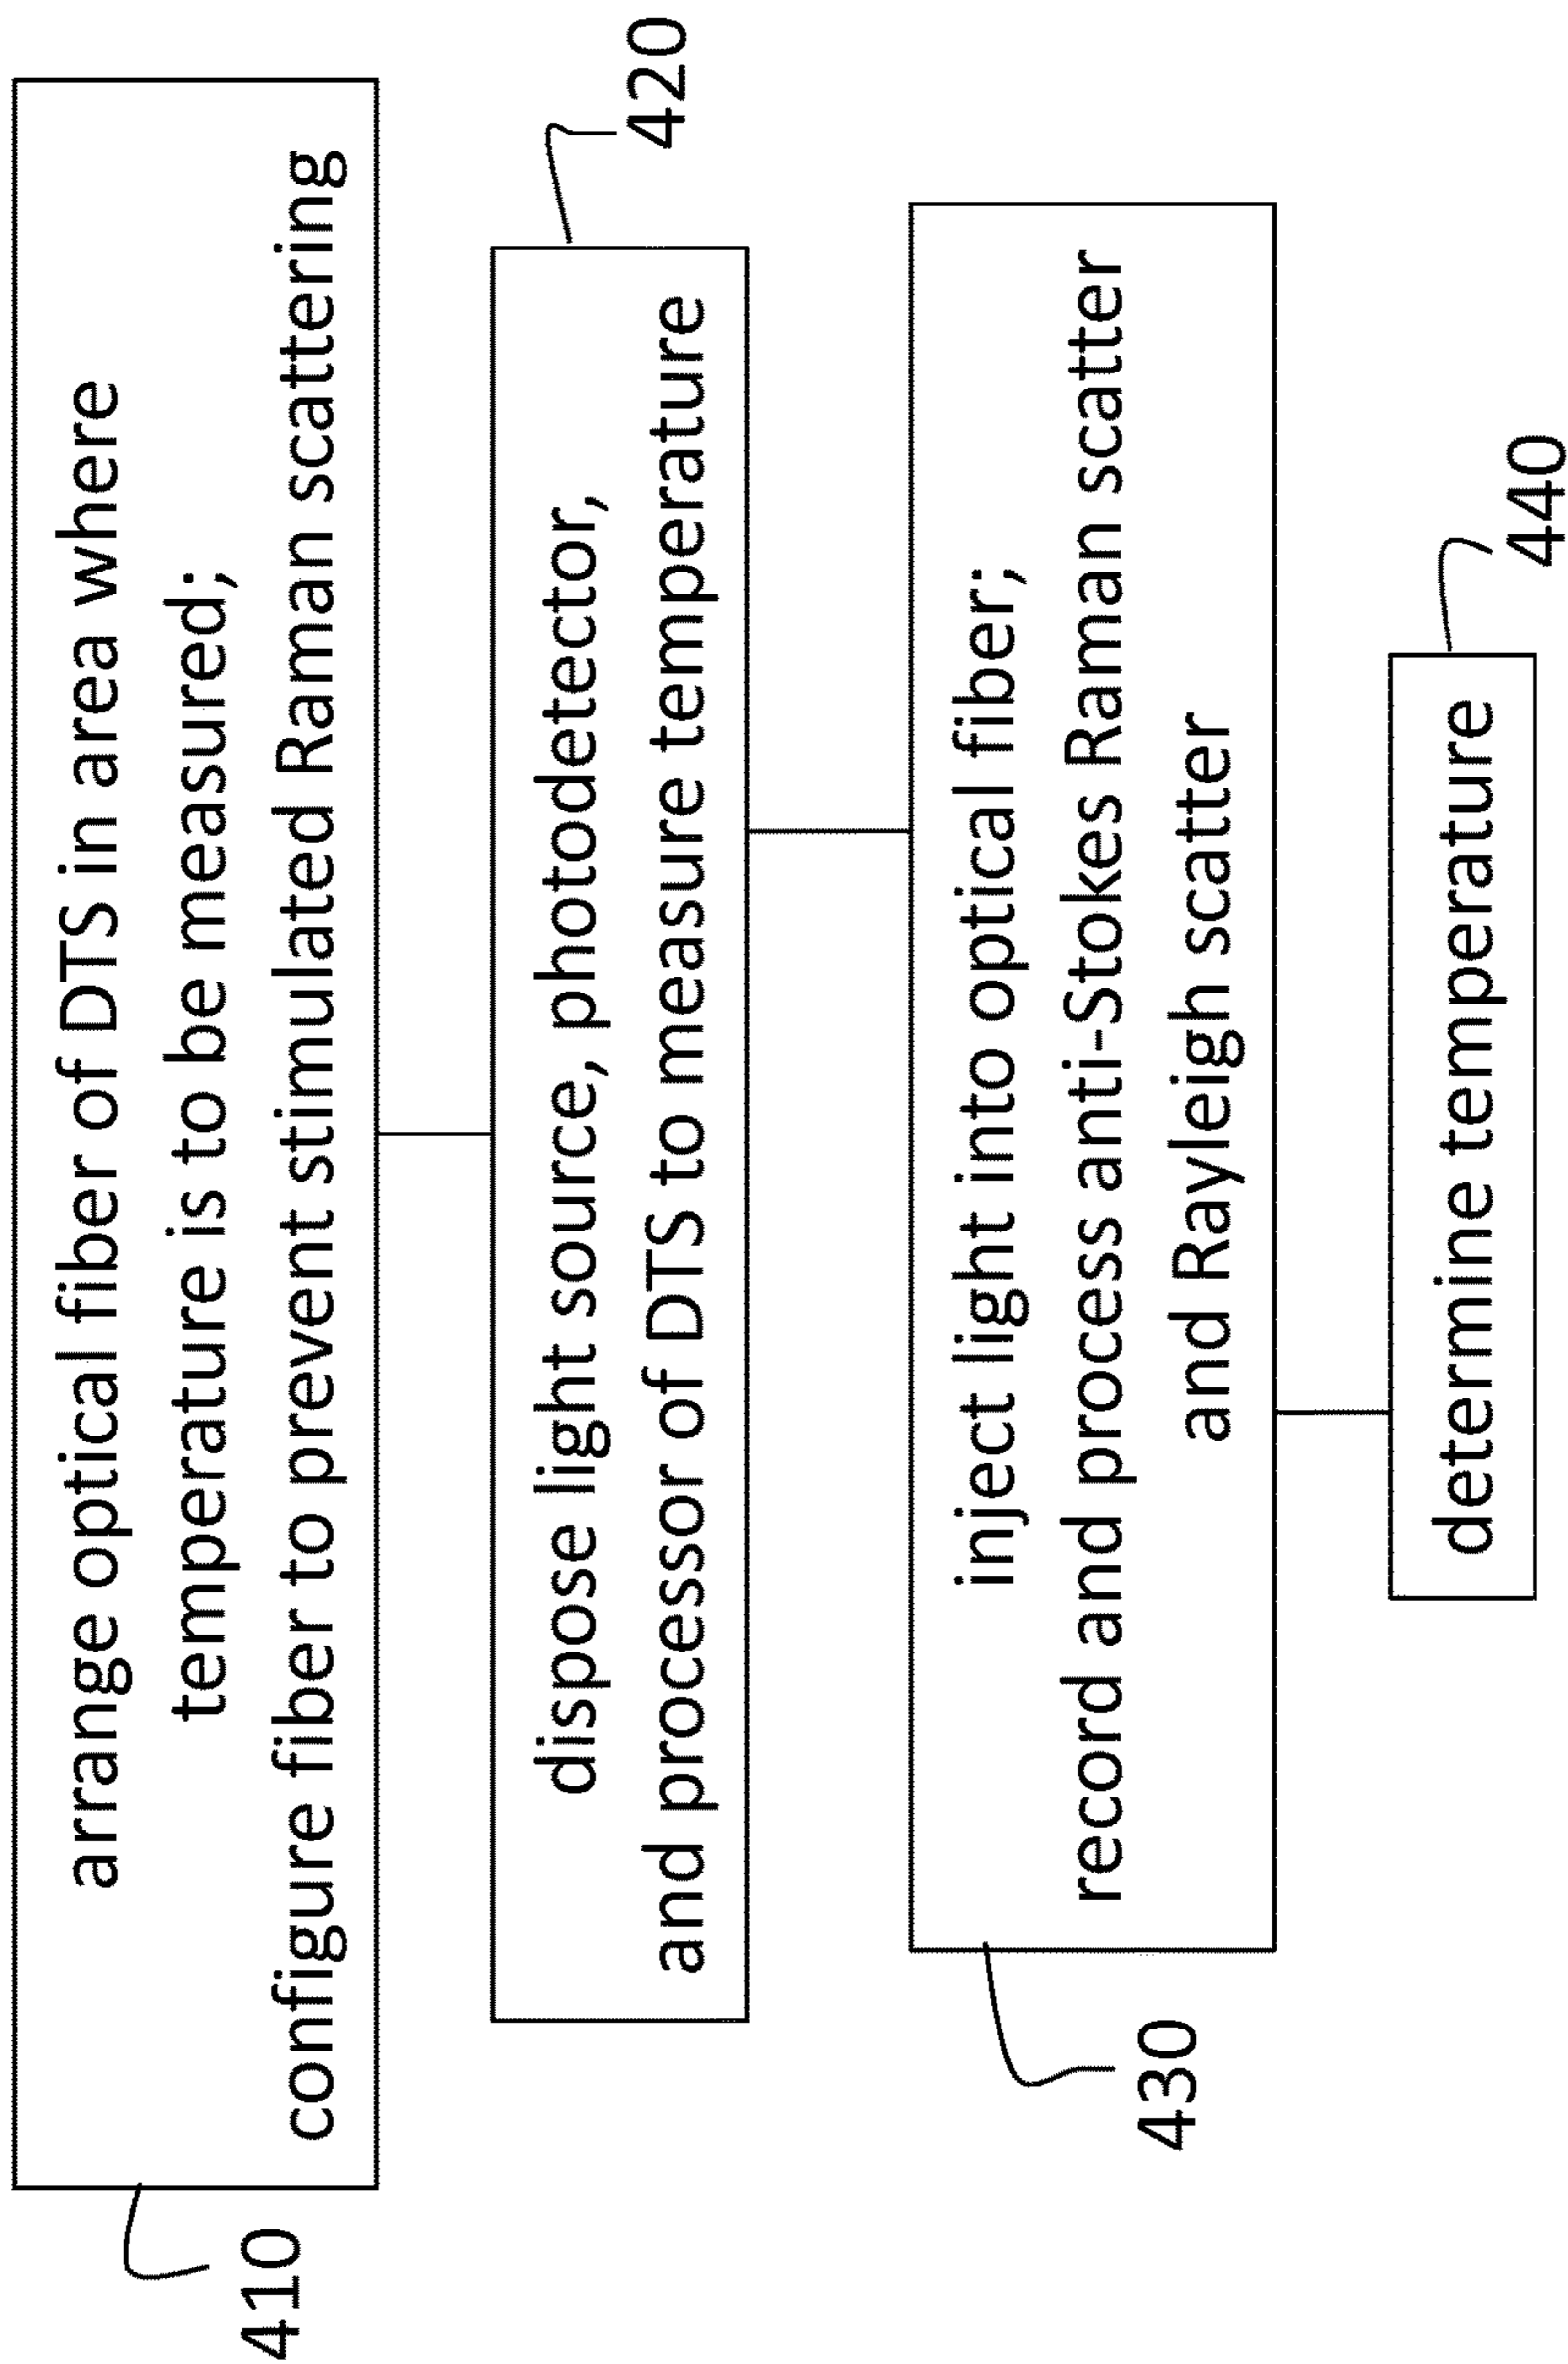 arrange optical fiber of DTS in area where
temperature is to be measured;
configure fiber to prevent stimulated Raman scattering
410
dispose light source, photodetector,
and processor of DTS to measure temperature
420
inject light into optical fiber;
record and process anti-Stokes Raman scatter
and Rayleigh scatter
430
determine temperature
440